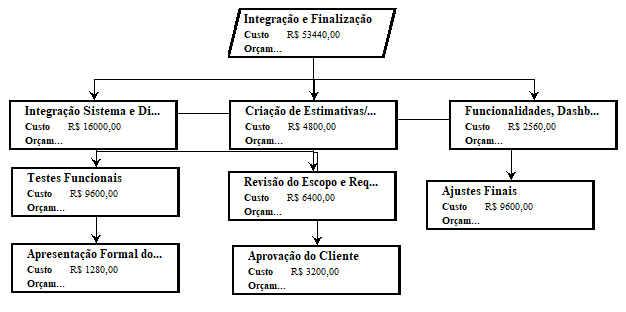 Integração e Finalização
Custo R$ 53440,00
Orçam...
Integração Sistema e Di...
Custo R$ 16000,00
Orçam...
Criação de Estimativas/...
Custo R$ 4800,00
Orçam...
Funcionalidades, Dashb...
Custo R$ 2560,00
Orçam...
Testes Funcionais
Custo R$ 9600,00
Orçam...
Revisão do Escopo e Req...
Custo R$ 6400,00
Orçam...
Ajustes Finais
Custo R$ 9600,00
Orçam...
Apresentação Formal do...
Custo R$ 1280,00
Orçam...
Aprovação do Cliente
Custo R$ 3200,00
Orçam...